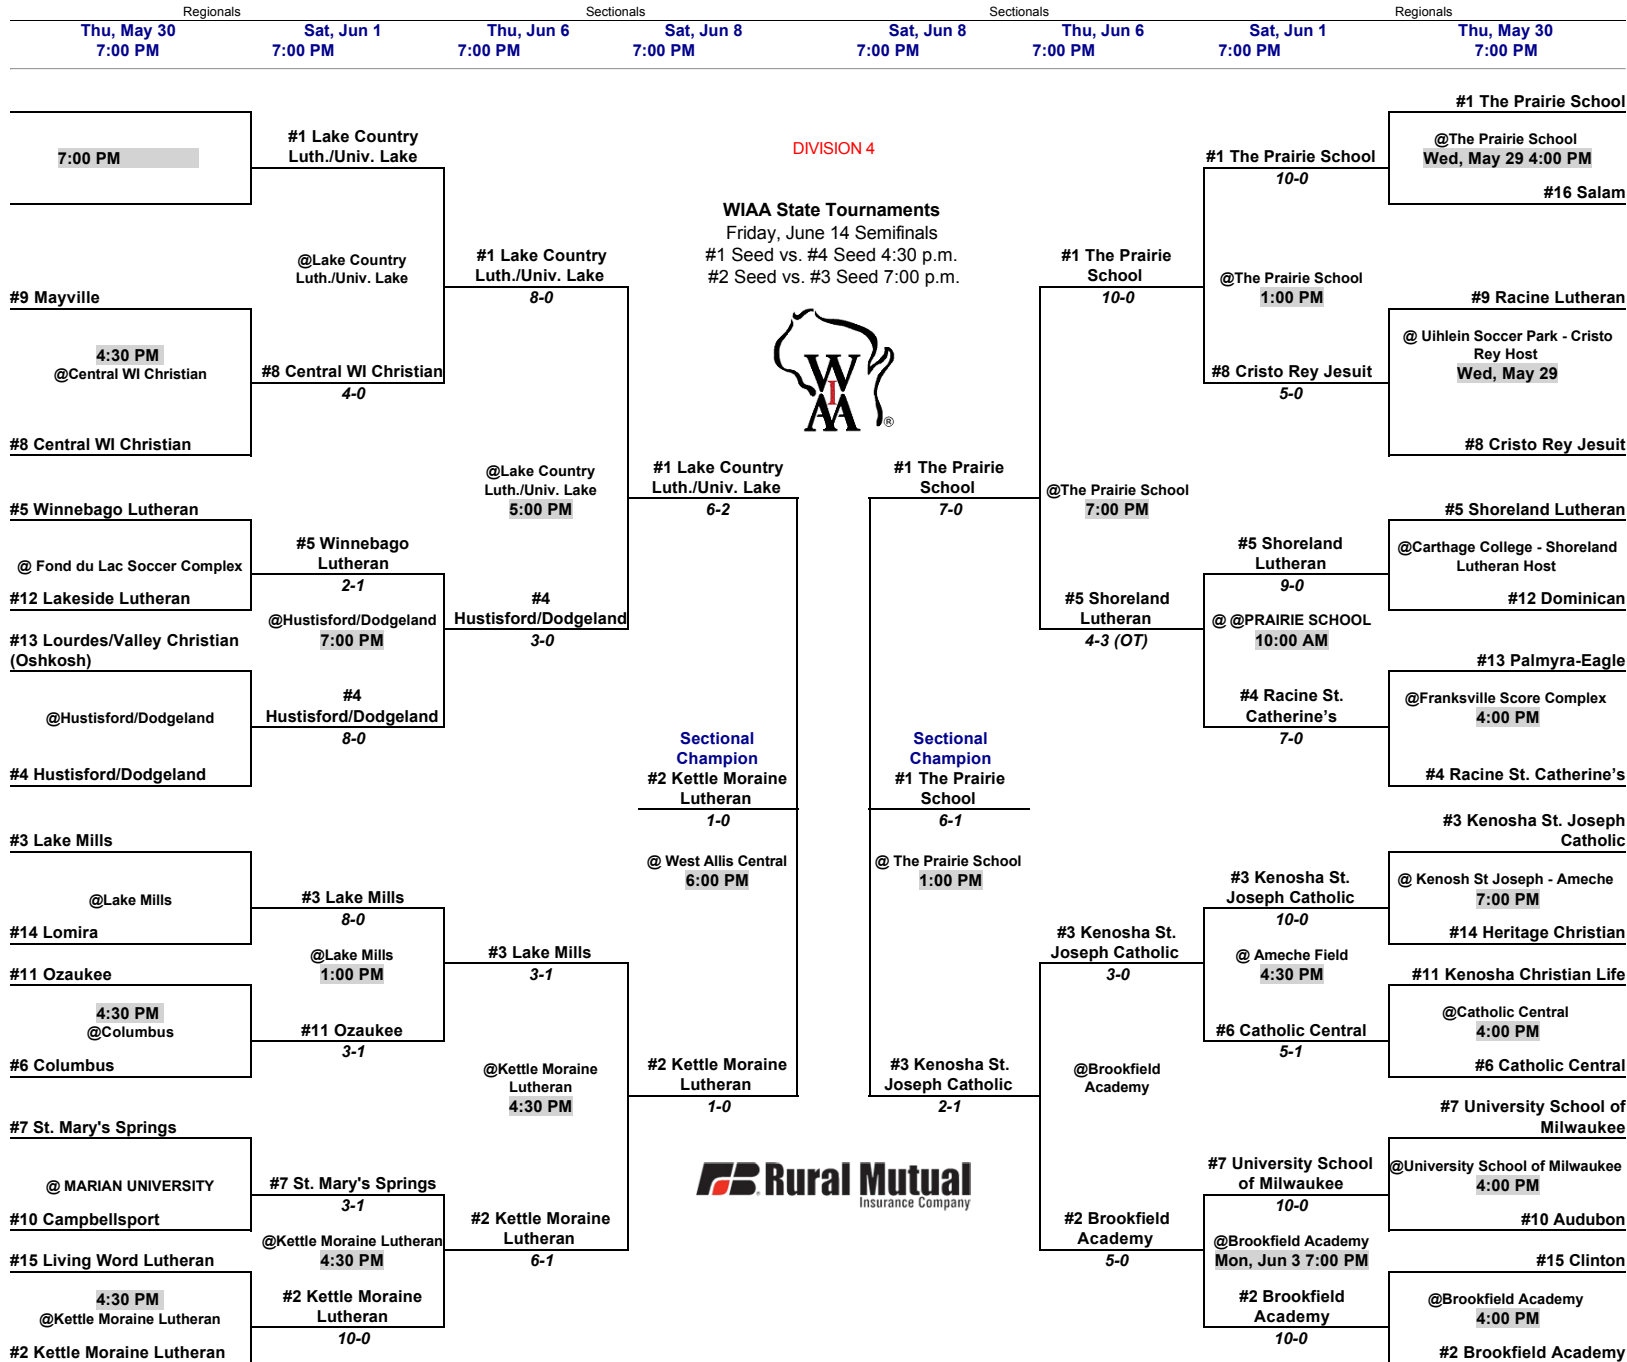 Regionals
Sectionals
Sectionals
Regionals
Thu, May 30
7:00 PM
Sat, Jun 1
7:00 PM
Thu, Jun 6
7:00 PM
Sat, Jun 8
7:00 PM
Sat, Jun 8
7:00 PM
Thu, Jun 6
7:00 PM
Sat, Jun 1
7:00 PM
Thu, May 30
7:00 PM
7:00 PM
#9 Mayville
4:30 PM
@Central WI Christian
#8 Central WI Christian
#5 Winnebago Lutheran
@ Fond du Lac Soccer Complex
#12 Lakeside Lutheran
#13 Lourdes/Valley Christian
(Oshkosh)
@Hustisford/Dodgeland
#4 Hustisford/Dodgeland
#3 Lake Mills
@Lake Mills
#14 Lomira
#11 Ozaukee
4:30 PM
@Columbus
#6 Columbus
#7 St. Mary's Springs
@ MARIAN UNIVERSITY
#10 Campbellsport
#15 Living Word Lutheran
4:30 PM
@Kettle Moraine Lutheran
#2 Kettle Moraine Lutheran
#1 Lake Country
Luth./Univ. Lake
@Lake Country
Luth./Univ. Lake
#8 Central WI Christian
4-0
#5 Winnebago
Lutheran
2-1
@Hustisford/Dodgeland
7:00 PM
#4
Hustisford/Dodgeland
8-0
#3 Lake Mills
8-0
@Lake Mills
1:00 PM
#11 Ozaukee
3-1
#7 St. Mary's Springs
3-1
@Kettle Moraine Lutheran
4:30 PM
#2 Kettle Moraine
Lutheran
10-0
#1 Lake Country
Luth./Univ. Lake
8-0
@Lake Country
Luth./Univ. Lake
5:00 PM
#4
Hustisford/Dodgeland
3-0
#3 Lake Mills
3-1
@Kettle Moraine
Lutheran
4:30 PM
#2 Kettle Moraine
Lutheran
6-1
#1 Lake Country
Luth./Univ. Lake
6-2
Sectional
Champion
#2 Kettle Moraine
Lutheran
1-0
@ West Allis Central
6:00 PM
#2 Kettle Moraine
Lutheran
1-0
DIVISION 4
WIAA State Tournaments
Friday, June 14 Semifinals
#1 Seed vs. #4 Seed 4:30 p.m.
#2 Seed vs. #3 Seed 7:00 p.m.
W
I
AA
®
Rural Mutual
Insurance Company
#1 The Prairie
School
7-0
Sectional
Champion
#1 The Prairie
School
6-1
@ The Prairie School
1:00 PM
#3 Kenosha St.
Joseph Catholic
2-1
#1 The Prairie
School
10-0
@The Prairie School
7:00 PM
#5 Shoreland
Lutheran
4-3 (OT)
#3 Kenosha St.
Joseph Catholic
3-0
@Brookfield
Academy
#2 Brookfield
Academy
5-0
#1 The Prairie School
10-0
@The Prairie School
1:00 PM
#8 Cristo Rey Jesuit
5-0
#5 Shoreland
Lutheran
9-0
@ @PRAIRIE SCHOOL
10:00 AM
#4 Racine St.
Catherine’s
7-0
#3 Kenosha St.
Joseph Catholic
10-0
@ Ameche Field
4:30 PM
#6 Catholic Central
5-1
#7 University School
of Milwaukee
10-0
@Brookfield Academy
Mon, Jun 3 7:00 PM
#2 Brookfield
Academy
10-0
#1 The Prairie School
@The Prairie School
Wed, May 29 4:00 PM
#16 Salam
#9 Racine Lutheran
@ Uihlein Soccer Park - Cristo
Rey Host
Wed, May 29
#8 Cristo Rey Jesuit
#5 Shoreland Lutheran
@Carthage College - Shoreland
Lutheran Host
#12 Dominican
#13 Palmyra-Eagle
@Franksville Score Complex
4:00 PM
#4 Racine St. Catherine’s
#3 Kenosha St. Joseph
Catholic
@ Kenosh St Joseph - Ameche
7:00 PM
#14 Heritage Christian
#11 Kenosha Christian Life
@Catholic Central
4:00 PM
#6 Catholic Central
#7 University School of
Milwaukee
@University School of Milwaukee
4:00 PM
#10 Audubon
#15 Clinton
@Brookfield Academy
4:00 PM
#2 Brookfield Academy